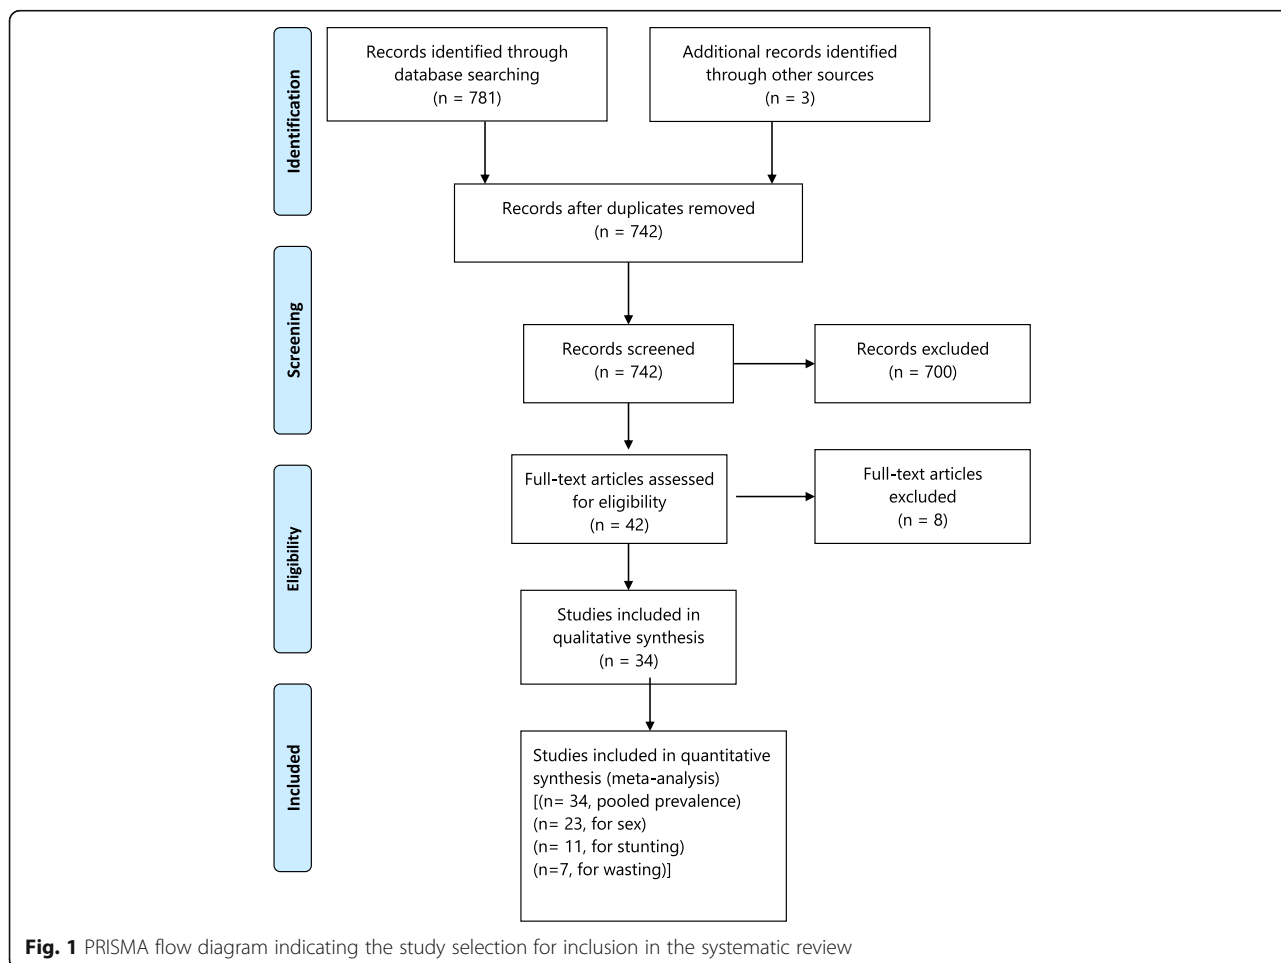 Identification
Records identified through
database searching
(n = 781)
Additional records identified
through other sources
(n = 3)
Records after duplicates removed
(n = 742)
Screening
Records screened
(n = 742)
Records excluded
(n = 700)
Eligibility
Full-text articles assessed
for eligibility
(n = 42)
Full-text articles
excluded
(n = 8)
Studies included in
qualitative synthesis
(n = 34)
Included
Studies included in quantitative
synthesis (meta-analysis)
[(n= 34, pooled prevalence)
(n= 23, for sex)
(n= 11, for stunting)
(n=7, for wasting)]
Fig. 1 PRISMA flow diagram indicating the study selection for inclusion in the systematic review